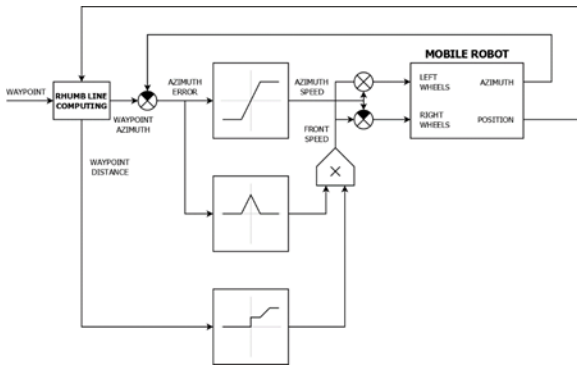 MOBILE ROBOT
WAYPOINT
RHUMB LINE
COMPUTING
WAYPOINT
AZIMUTH
AZIMUTH
ERROR
AZIMUTH
SPEED
FRONT
SPEED
LEFT
WHEELS
AZIMUTH
RIGHT
WHEELS
POSITION
WAYPOINT
DISTANCE